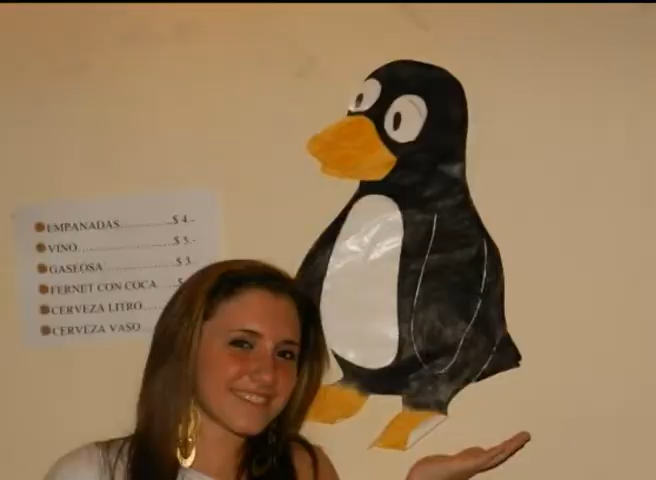 EMPANADAS..................$ 4.-
VINO.............................$ 5.-
GASEOSA......................$ 3.
FERNET CON COCA......$
CERVEZA LITRO.......
CERVEZA VASO......